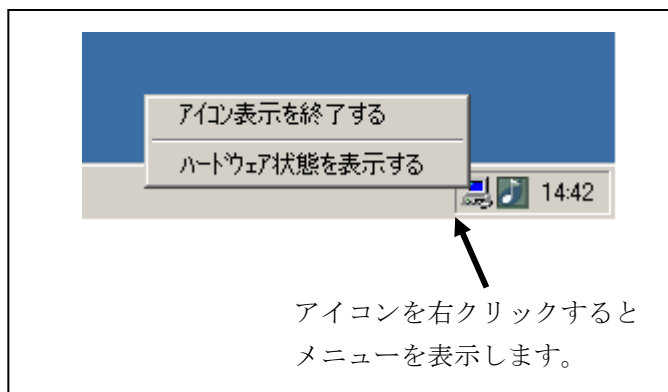 アイコン表示を終了する
ハードウェア状態を表示する
14:42
アイコンを右クリックすると
メニューを表示します。